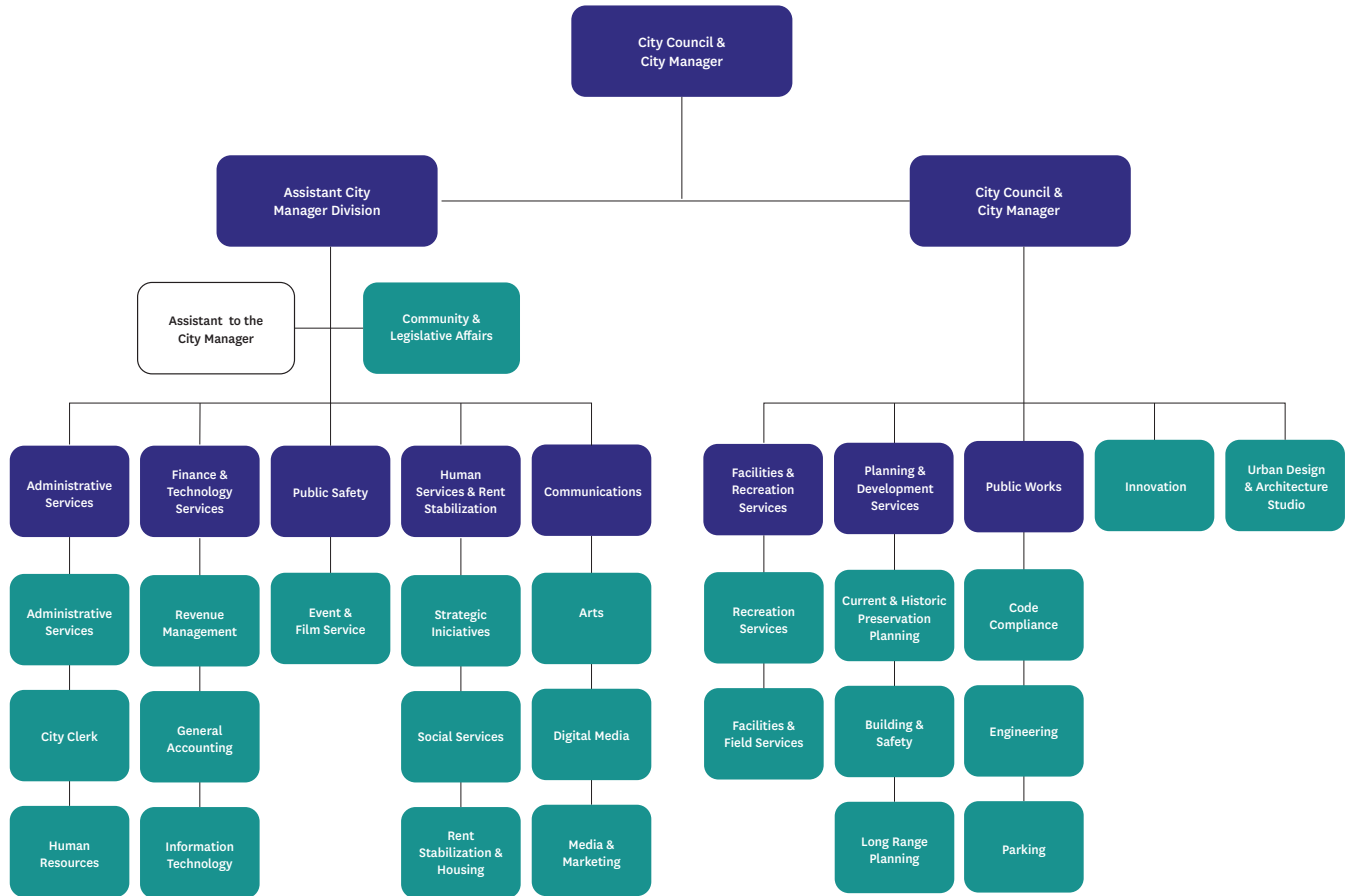 City Council &
City Manager
Assistant City
Manager Division
City Council &
City Manager
Assistant to the
City Manager
Community &
Legislative Affairs
Administrative
Services
Finance &
Technology
Services
Public Safety
Human
Services & Rent
Stabilization
Communications
Facilities &
Recreation
Services
Planning &
Development
Services
Public Works
Innovation
Urban Design
& Architecture
Studio
Administrative
Services
Revenue
Management
Event &
Film Service
Strategic
Iniciatives
Arts
Recreation
Services
Current & Historic
Preservation
Planning
Code
Compliance
City Clerk
General
Accounting
Social Services
Digital Media
Facilities &
Field Services
Building &
Safety
Engineering
Human
Resources
Information
Technology
Rent
Stabilization &
Housing
Media &
Marketing
Long Range
Planning
Parking